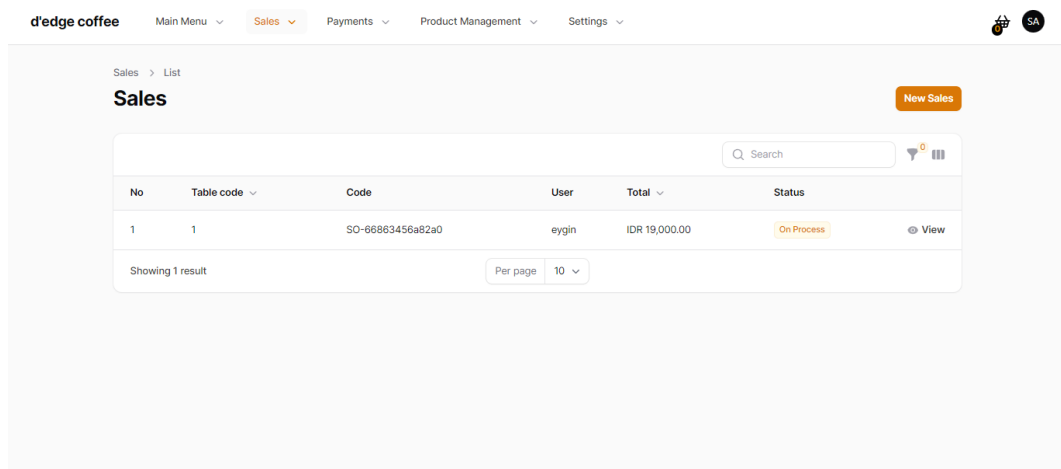 d'edge coffee Main Menu Sales Payments Product Management Settings 0 SA
Sales > List
Sales
New Sales
Search 0
No Table code Code User Total Status
1 1 SO-66863456a82a0 eygin IDR 19,000.00 On Process View
Showing 1 result Per page 10